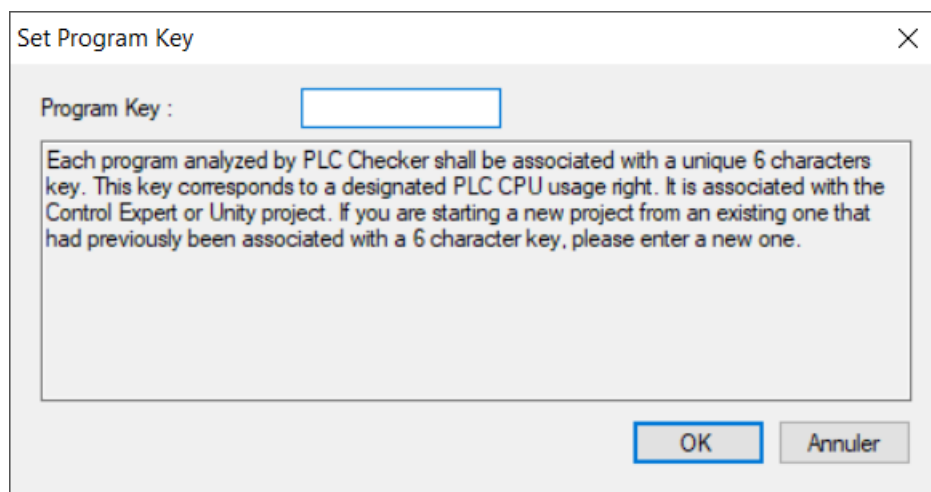 Set Program Key
Program Key :
Each program analyzed by PLC Checker shall be associated with a unique 6 characters
key. This key corresponds to a designated PLC CPU usage right. It is associated with the
Control Expert or Unity project. If you are starting a new project from an existing one that
had previously been associated with a 6 character key, please enter a new one.
OK
Annuler